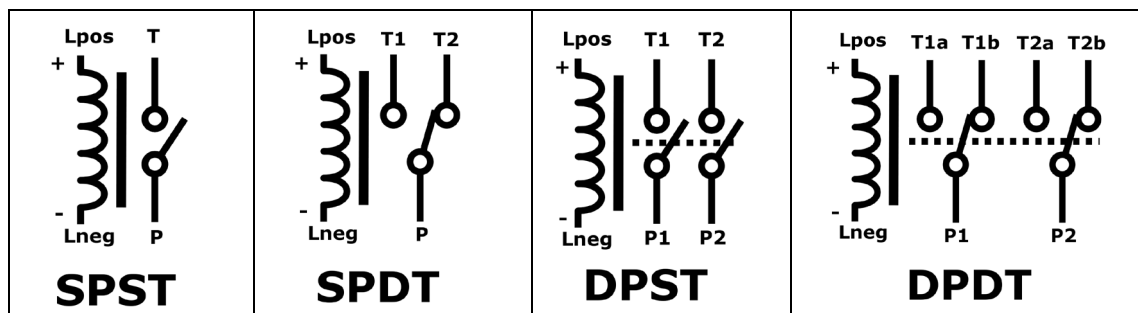 Lpos T
+
-
Lneg P
SPST
Lpos T1 T2
+
-
Lneg P
SPDT
Lpos T1 T2
+
-
Lneg P1 P2
DPST
Lpos T1a T1b T2a T2b
+
-
Lneg P1 P2
DPDT